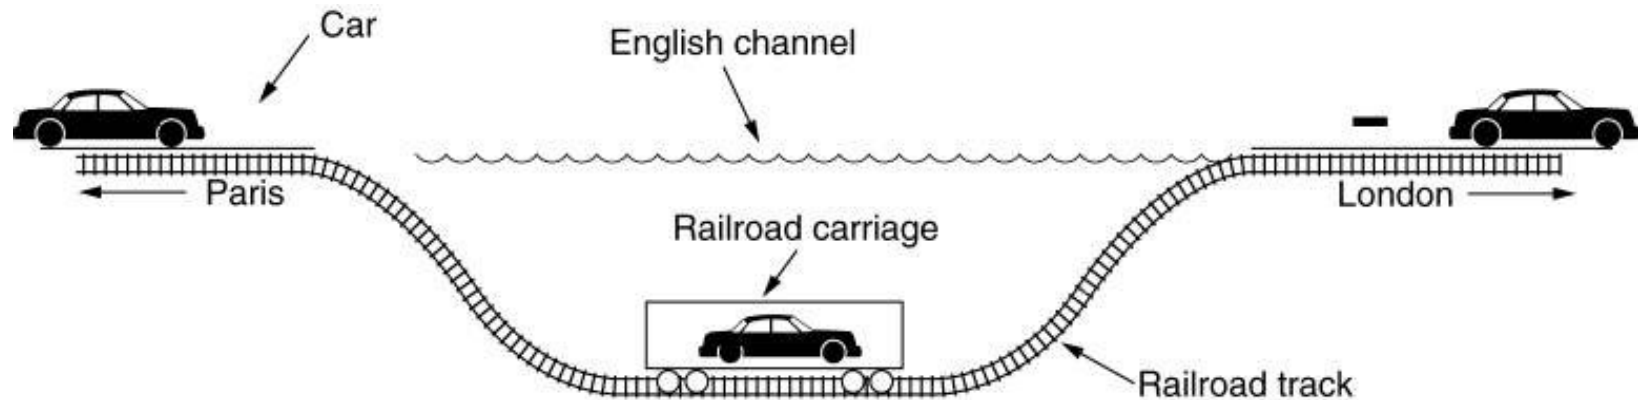 Car
English channel
Paris
London
Railroad carriage
Railroad track